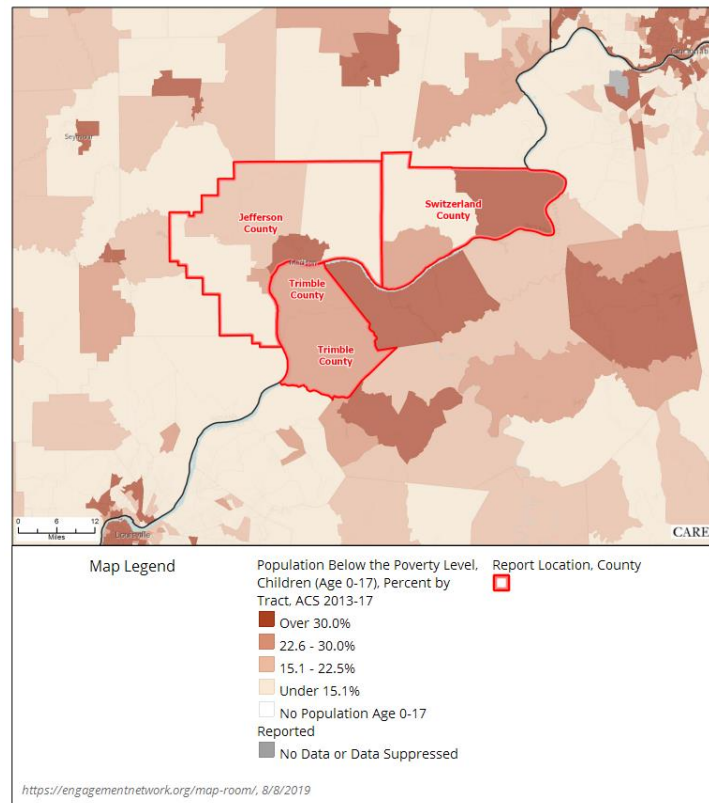 Seymour
Jefferson
County
Switzerland
County
Trimble
County
Trimble
County
0 6 12
Miles
Louisville
CARE
Map Legend
Population Below the Poverty Level,
Children (Age 0-17), Percent by
Tract, ACS 2013-17
Over 30.0%
22.6 - 30.0%
15.1 - 22.5%
Under 15.1%
No Population Age 0-17
Reported
No Data or Data Suppressed
Report Location, County
https://engagementnetwork.org/map-room/, 8/8/2019